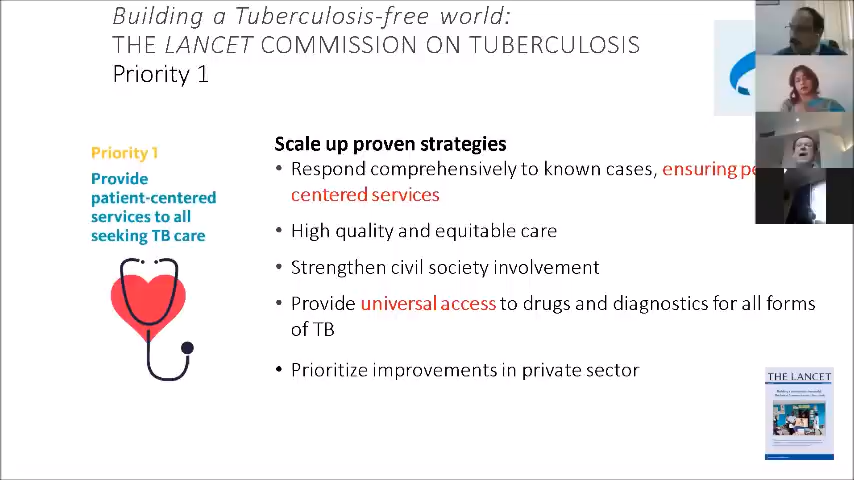 Building a Tuberculosis-free world:
THE LANCET COMMISSION ON TUBERCULOSIS
Priority 1
Priority 1
Provide
patient-centered
services to all
seeking TB care
Scale up proven strategies
• Respond comprehensively to known cases, ensuring
centered services
• High quality and equitable care
• Strengthen civil society involvement
• Provide universal access to drugs and diagnostics for all forms
of TB
• Prioritize improvements in private sector
THE LANCET